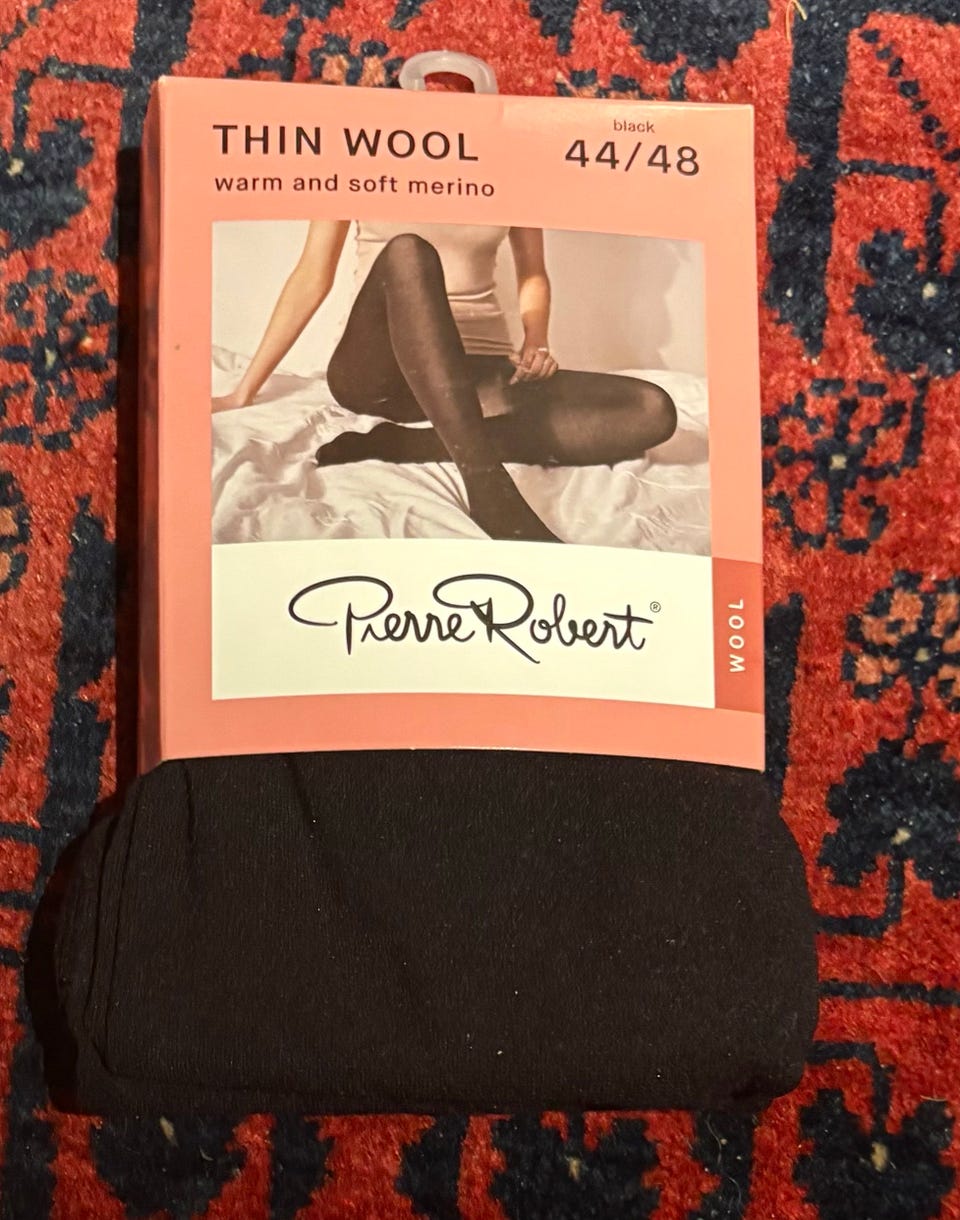 THIN WOOL
warm and soft merino
black
44/48
Pierre Robert®
WOOL